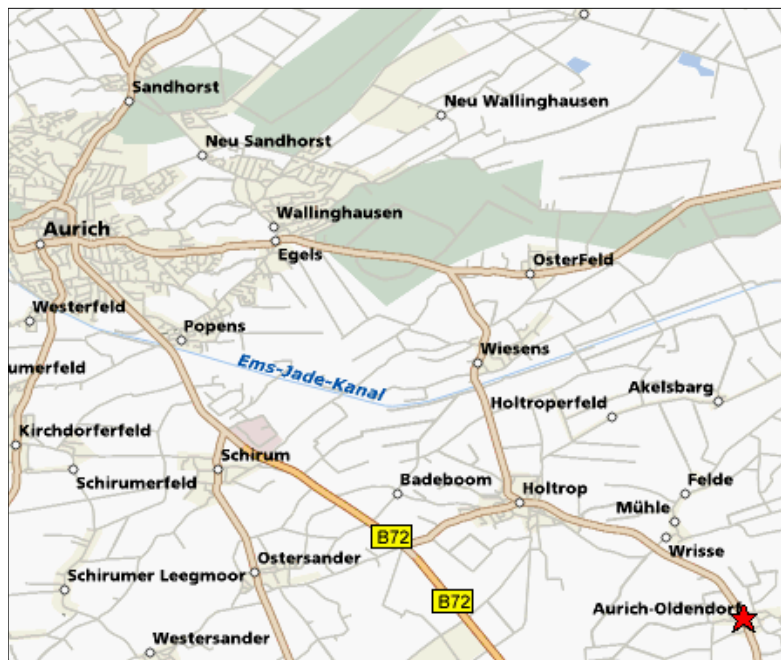 Sandhorst
Neu Wallinghausen
Neu Sandhorst
Wallinghausen
Aurich
Egels
OsterFeld
Westerfeld
Popens
Wiesens
Ems-Jade-Kanal
umerfeld
Akelsbarg
Holtroperfeld
Kirchdorferfeld
Schirum
Schirumerfeld
Badeboom
Holtrop
Felde
Mühle
B72
Wrisse
Ostersander
Schirumer Leegmoor
B72
Aurich-Oldendorf
Westersander